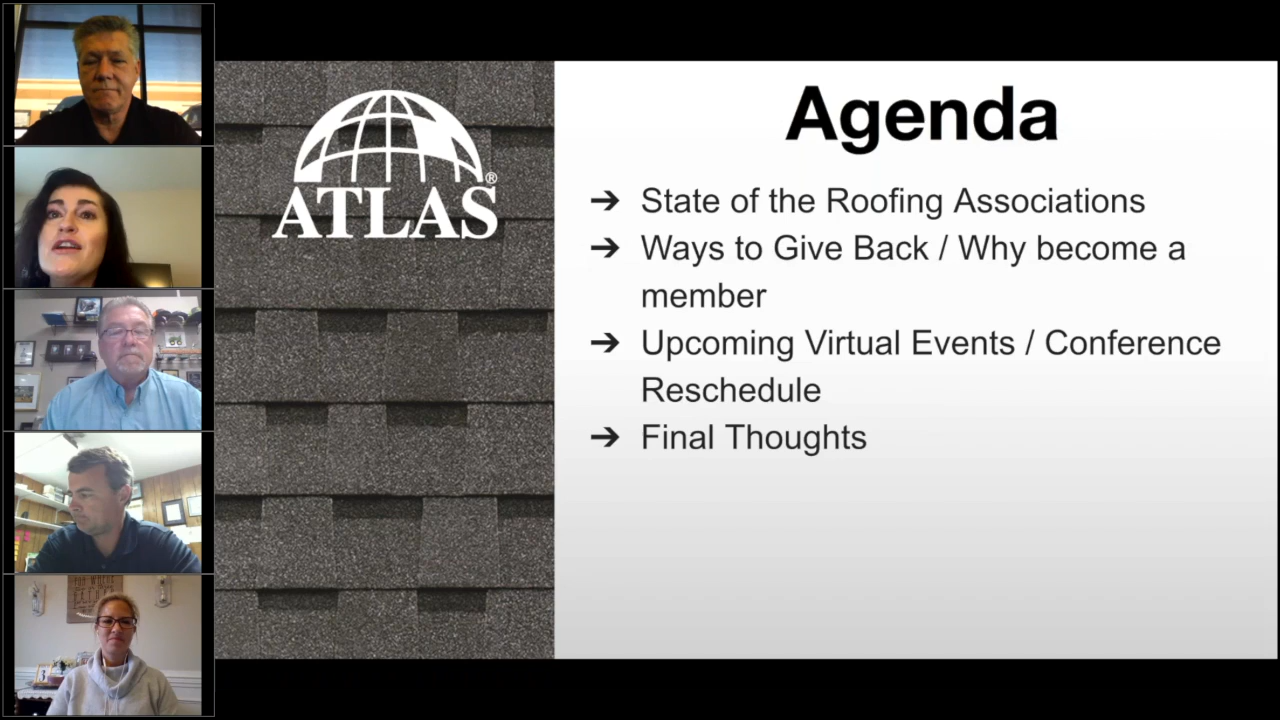 ATLAS®
Agenda
➔ State of the Roofing Associations
➔ Ways to Give Back / Why become a
member
➔ Upcoming Virtual Events / Conference
Reschedule
➔ Final Thoughts